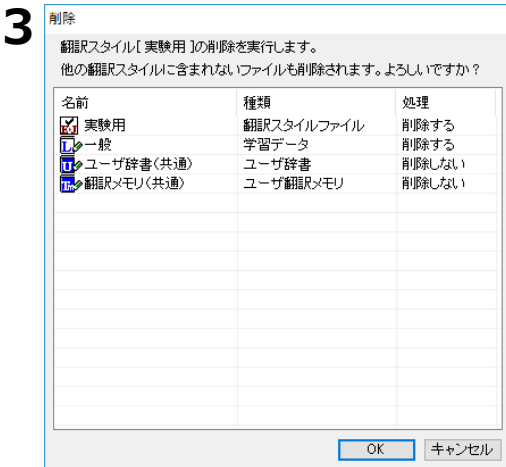 3
削除
翻訳スタイル[ 実験用 ]の削除を実行します。
他の翻訳スタイルに含まれないファイルも削除されます。よろしいですか？
名前 種類 処理
実験用 翻訳スタイルファイル 削除する
一般 学習データ 削除する
ユーザ辞書(共通) ユーザ辞書 削除しない
翻訳メモリ(共通) ユーザ翻訳メモリ 削除しない
OK キャンセル